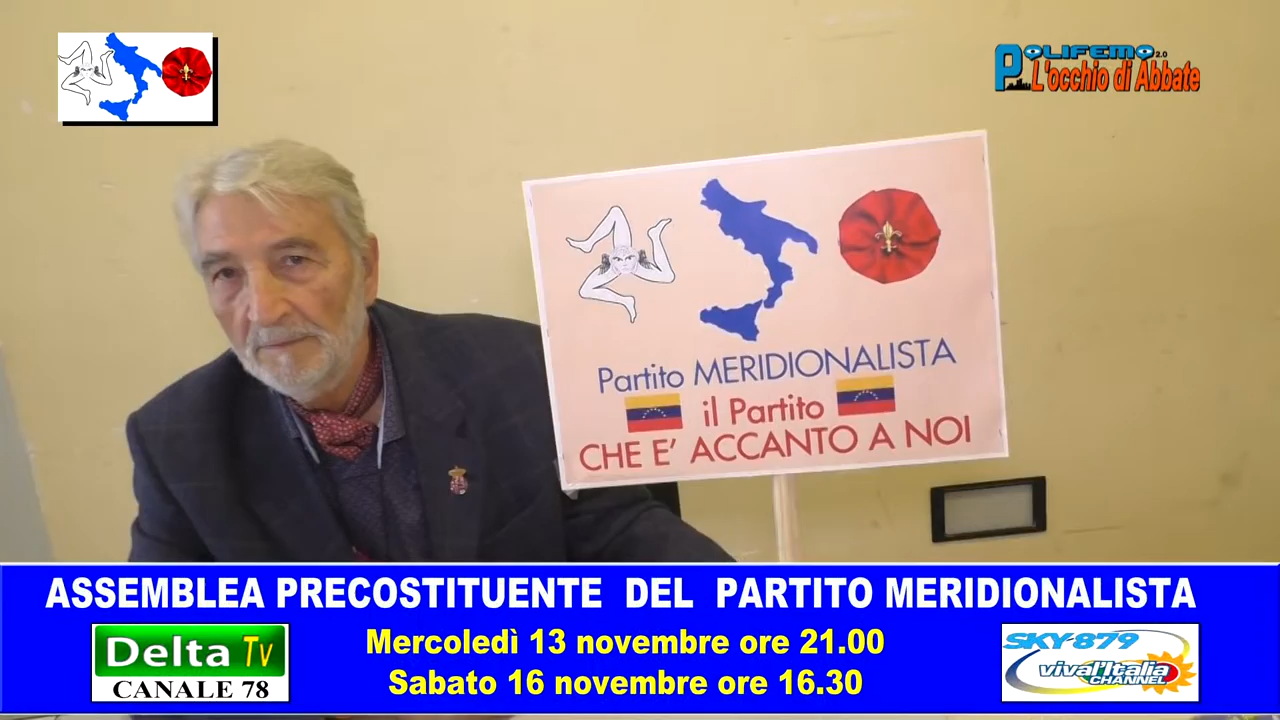 POLIFEMO 2.0
L'occhio di Abbate
Partito MERIDIONALISTA
il Partito
CHE E' ACCANTO A NOI
ASSEMBLEA PRECOSTITUENTE DEL PARTITO MERIDIONALISTA
Delta Tv
CANALE 78
Mercoledì 13 novembre ore 21.00
Sabato 16 novembre ore 16.30
SKY-879
viva l'Italia
CHANNEL